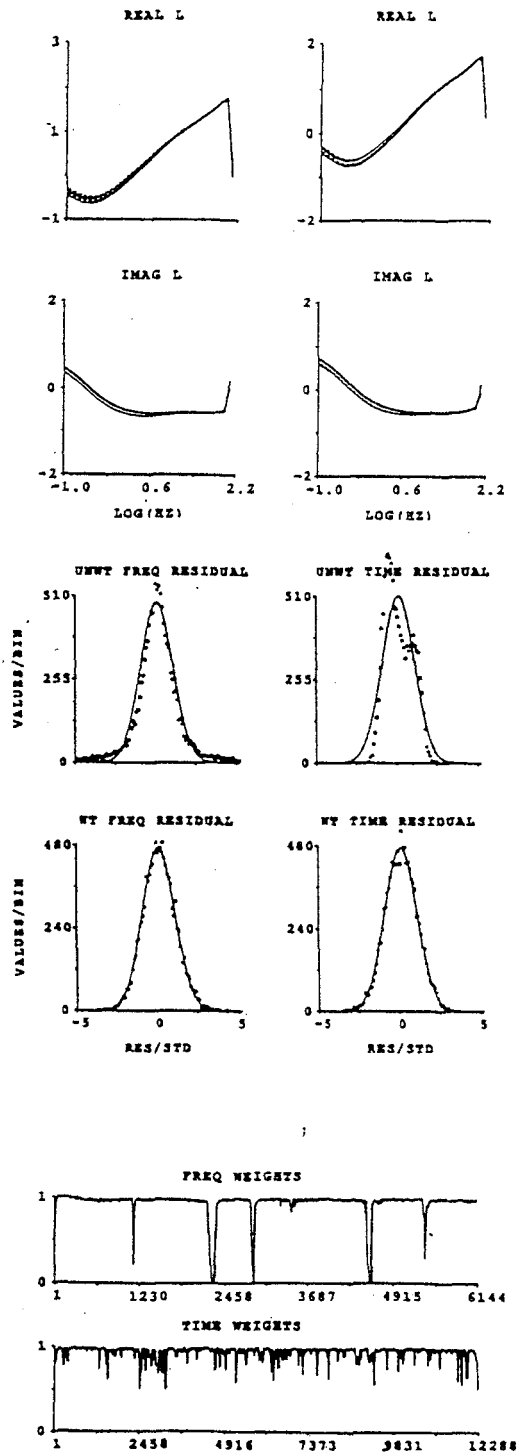 REAL L REAL L
3 2
1 0
-1 -2
IMAG L IMAG L
2 2
0 0
-2 -2
-1.0 0.6 2.2 -1.0 0.6 2.2
LOG(HZ) LOG(HZ)
UNWT FREQ RESIDUAL UNWT TIME RESIDUAL
510 510
VALUES/BIN
255 255
0 0
WT FREQ RESIDUAL WT TIME RESIDUAL
480 480
VALUES/BIN
240 240
0 0
-5 0 5 -5 0 5
RES/STD RES/STD
FREQ WEIGHTS
1
0
1 1230 2458 3687 4915 6144
TIME WEIGHTS
1
0
1 2458 4916 7373 9831 12288